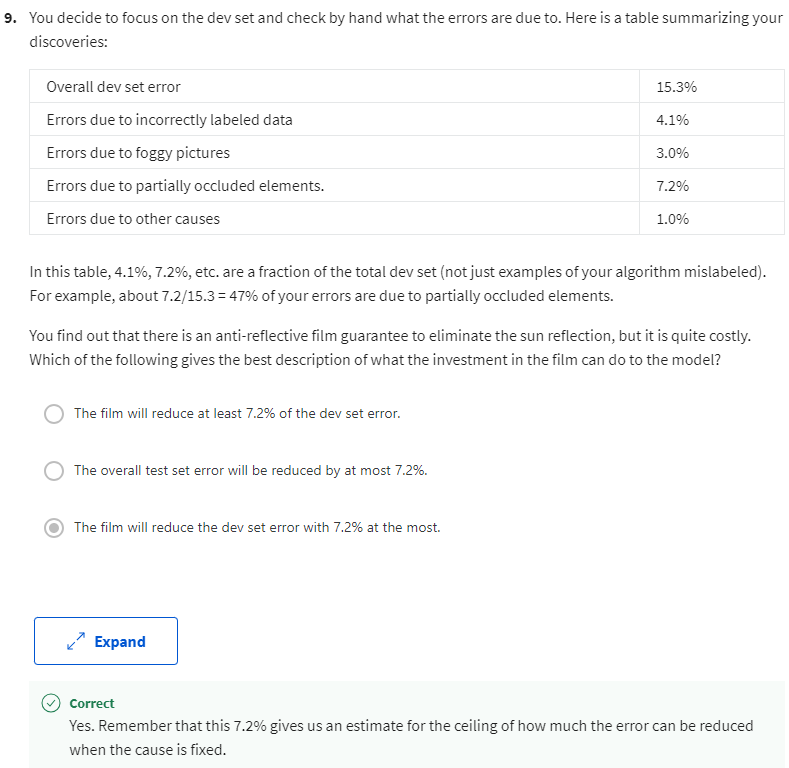 9. You decide to focus on the dev set and check by hand what the errors are due to. Here is a table summarizing your
discoveries:
Overall dev set error 15.3%
Errors due to incorrectly labeled data 4.1%
Errors due to foggy pictures 3.0%
Errors due to partially occluded elements. 7.2%
Errors due to other causes 1.0%
In this table, 4.1%, 7.2%, etc. are a fraction of the total dev set (not just examples of your algorithm mislabeled).
For example, about 7.2/15.3 = 47% of your errors are due to partially occluded elements.
You find out that there is an anti-reflective film guarantee to eliminate the sun reflection, but it is quite costly.
Which of the following gives the best description of what the investment in the film can do to the model?
The film will reduce at least 7.2% of the dev set error.
The overall test set error will be reduced by at most 7.2%.
The film will reduce the dev set error with 7.2% at the most.
Expand
Correct
Yes. Remember that this 7.2% gives us an estimate for the ceiling of how much the error can be reduced
when the cause is fixed.